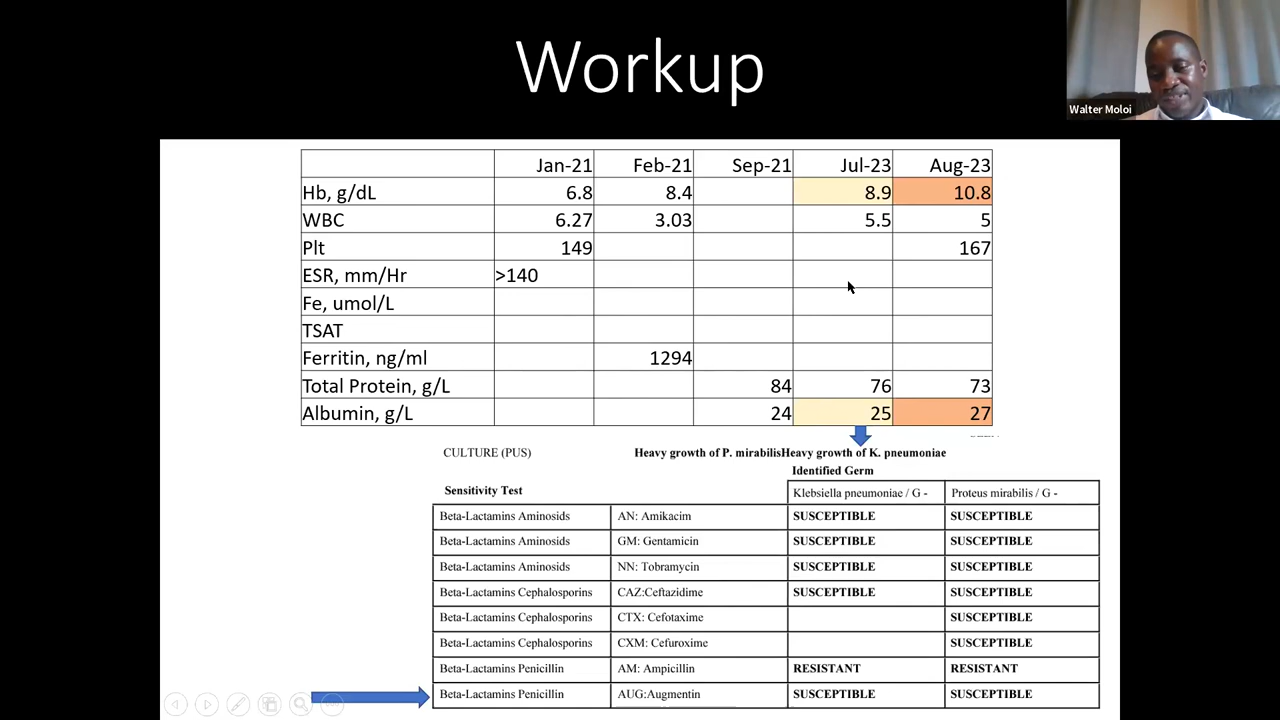 Workup
Walter Moloi
Jan-21 Feb-21 Sep-21 Jul-23 Aug-23
Hb, g/dL 6.8 8.4 8.9 10.8
WBC 6.27 3.03 5.5 5
Plt 149 167
ESR, mm/Hr >140
Fe, umol/L
TSAT
Ferritin, ng/ml 1294
Total Protein, g/L 84 76 73
Albumin, g/L 24 25 27
CULTURE (PUS) Heavy growth of P. mirabilisHeavy growth of K. pneumoniae
Identified Germ
Sensitivity Test
Klebsiella pneumoniae / G - Proteus mirabilis / G -
Beta-Lactamins Aminosids AN: Amikacim SUSCEPTIBLE SUSCEPTIBLE
Beta-Lactamins Aminosids GM: Gentamicin SUSCEPTIBLE SUSCEPTIBLE
Beta-Lactamins Aminosids NN: Tobramycin SUSCEPTIBLE SUSCEPTIBLE
Beta-Lactamins Cephalosporins CAZ:Ceftazidime SUSCEPTIBLE SUSCEPTIBLE
Beta-Lactamins Cephalosporins CTX: Cefotaxime SUSCEPTIBLE
Beta-Lactamins Cephalosporins CXM: Cefuroxime SUSCEPTIBLE
Beta-Lactamins Penicillin AM: Ampicillin RESISTANT RESISTANT
Beta-Lactamins Penicillin AUG:Augmentin SUSCEPTIBLE SUSCEPTIBLE